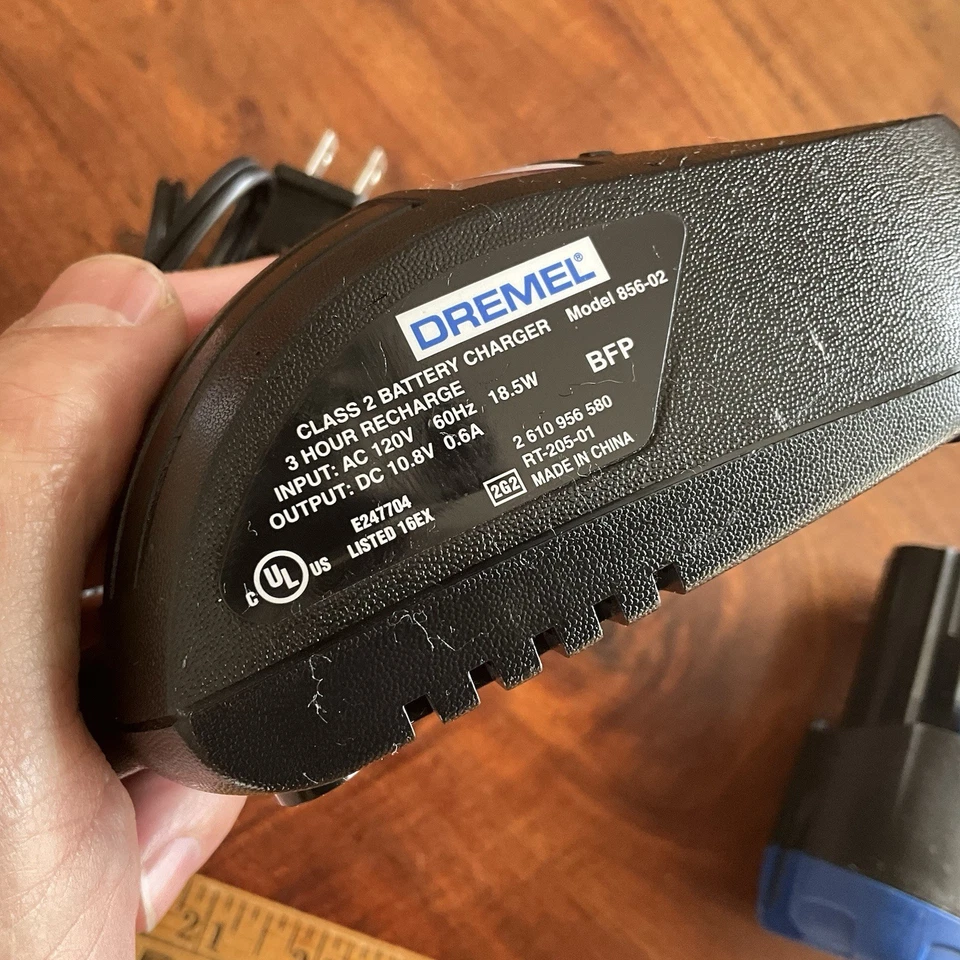 DREMEL®
Model 856-02
CLASS 2 BATTERY CHARGER
3 HOUR RECHARGE
BFP
INPUT: AC 120V 60Hz 18.5W
OUTPUT: DC 10.8V 0.6A
2 610 956 580
RT-205-01
MADE IN CHINA
2G2
E247704
LISTED 16EX
C UL US
21